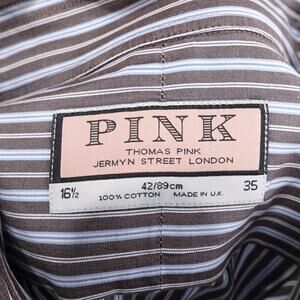 PINK
THOMAS PINK
JERMYN STREET LONDON
16½ 42/89cm 35
100% COTTON MADE IN U.K.